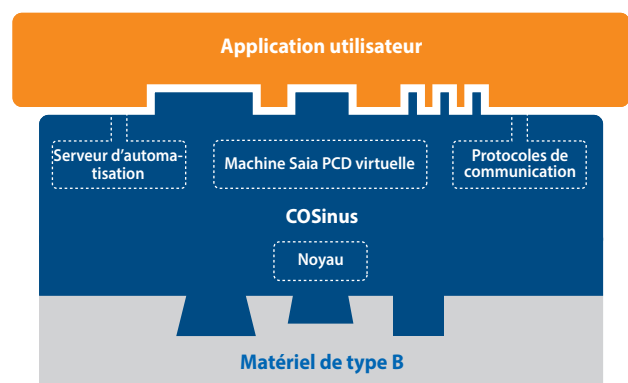 Application utilisateur
Serveur d'automa-
tisation
Machine Saia PCD virtuelle
Protocoles de
communication
COSinus
Noyau
Matériel de type B